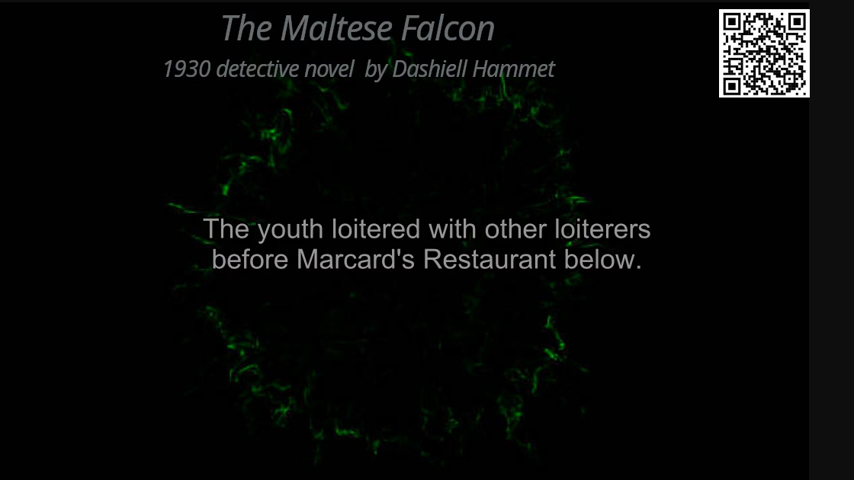 The Maltese Falcon
1930 detective novel by Dashiell Hammet
The youth loitered with other loiterers
before Marcard's Restaurant below.